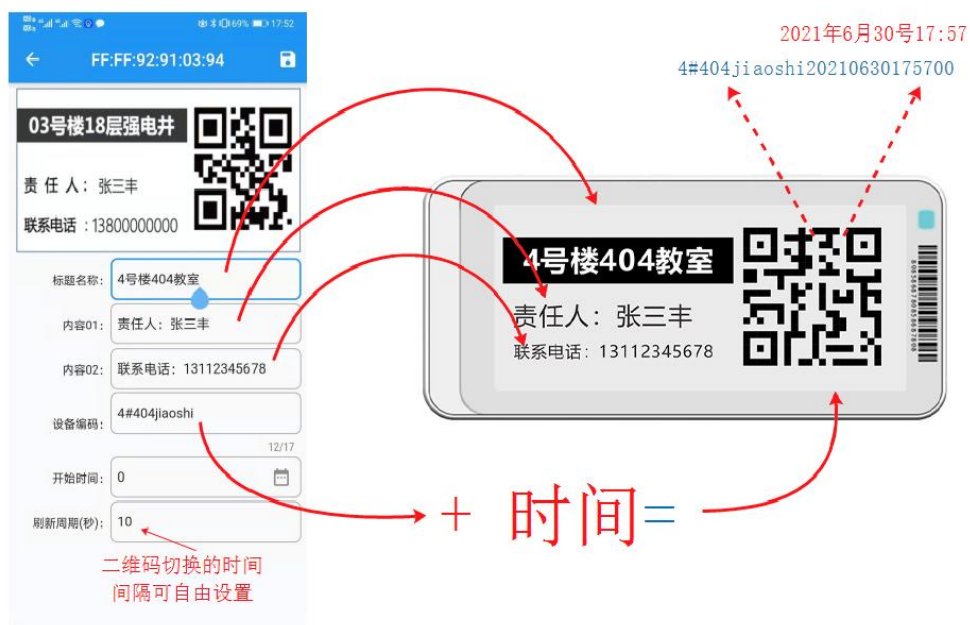 69% 17:52
FF:FF:92:91:03:94
03号楼18层强电井
责 任 人：张三丰
联系电话 : 13800000000
标题名称: 4号楼404教室
内容01: 责任人：张三丰
内容02: 联系电话：13112345678
设备编码: 4#404jiaoshi
12/17
开始时间: 0
刷新周期(秒): 10
二维码切换的时间
间隔可自由设置
2021年6月30号17:57
4#404jiaoshi20210630175700
4号楼404教室
责任人：张三丰
联系电话：13112345678
+ 时间=